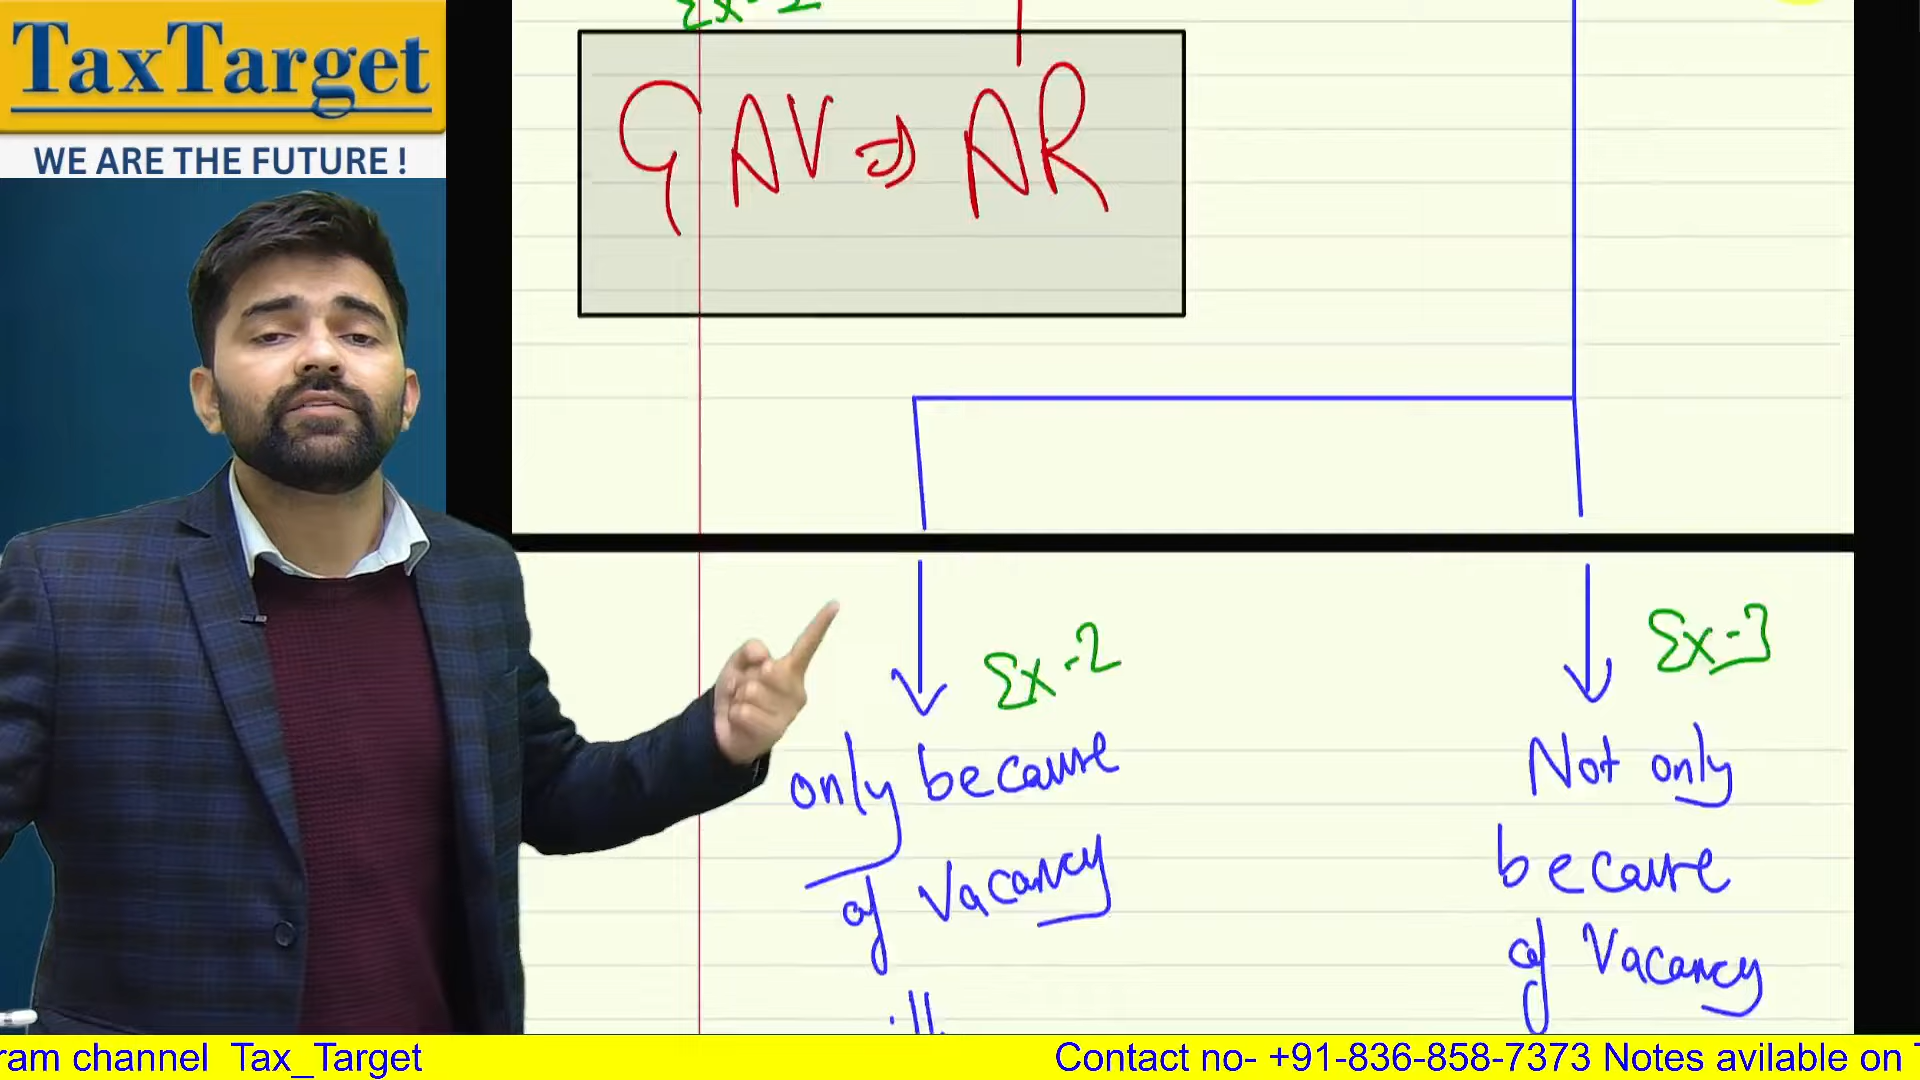 TaxTarget
WE ARE THE FUTURE !
GAV ⇒ AR
Ex-2
Ex-3
only because
of Vacancy
Not only
because
of Vacancy
ram channel Tax_Target
Contact no- +91-836-858-7373 Notes avilable on